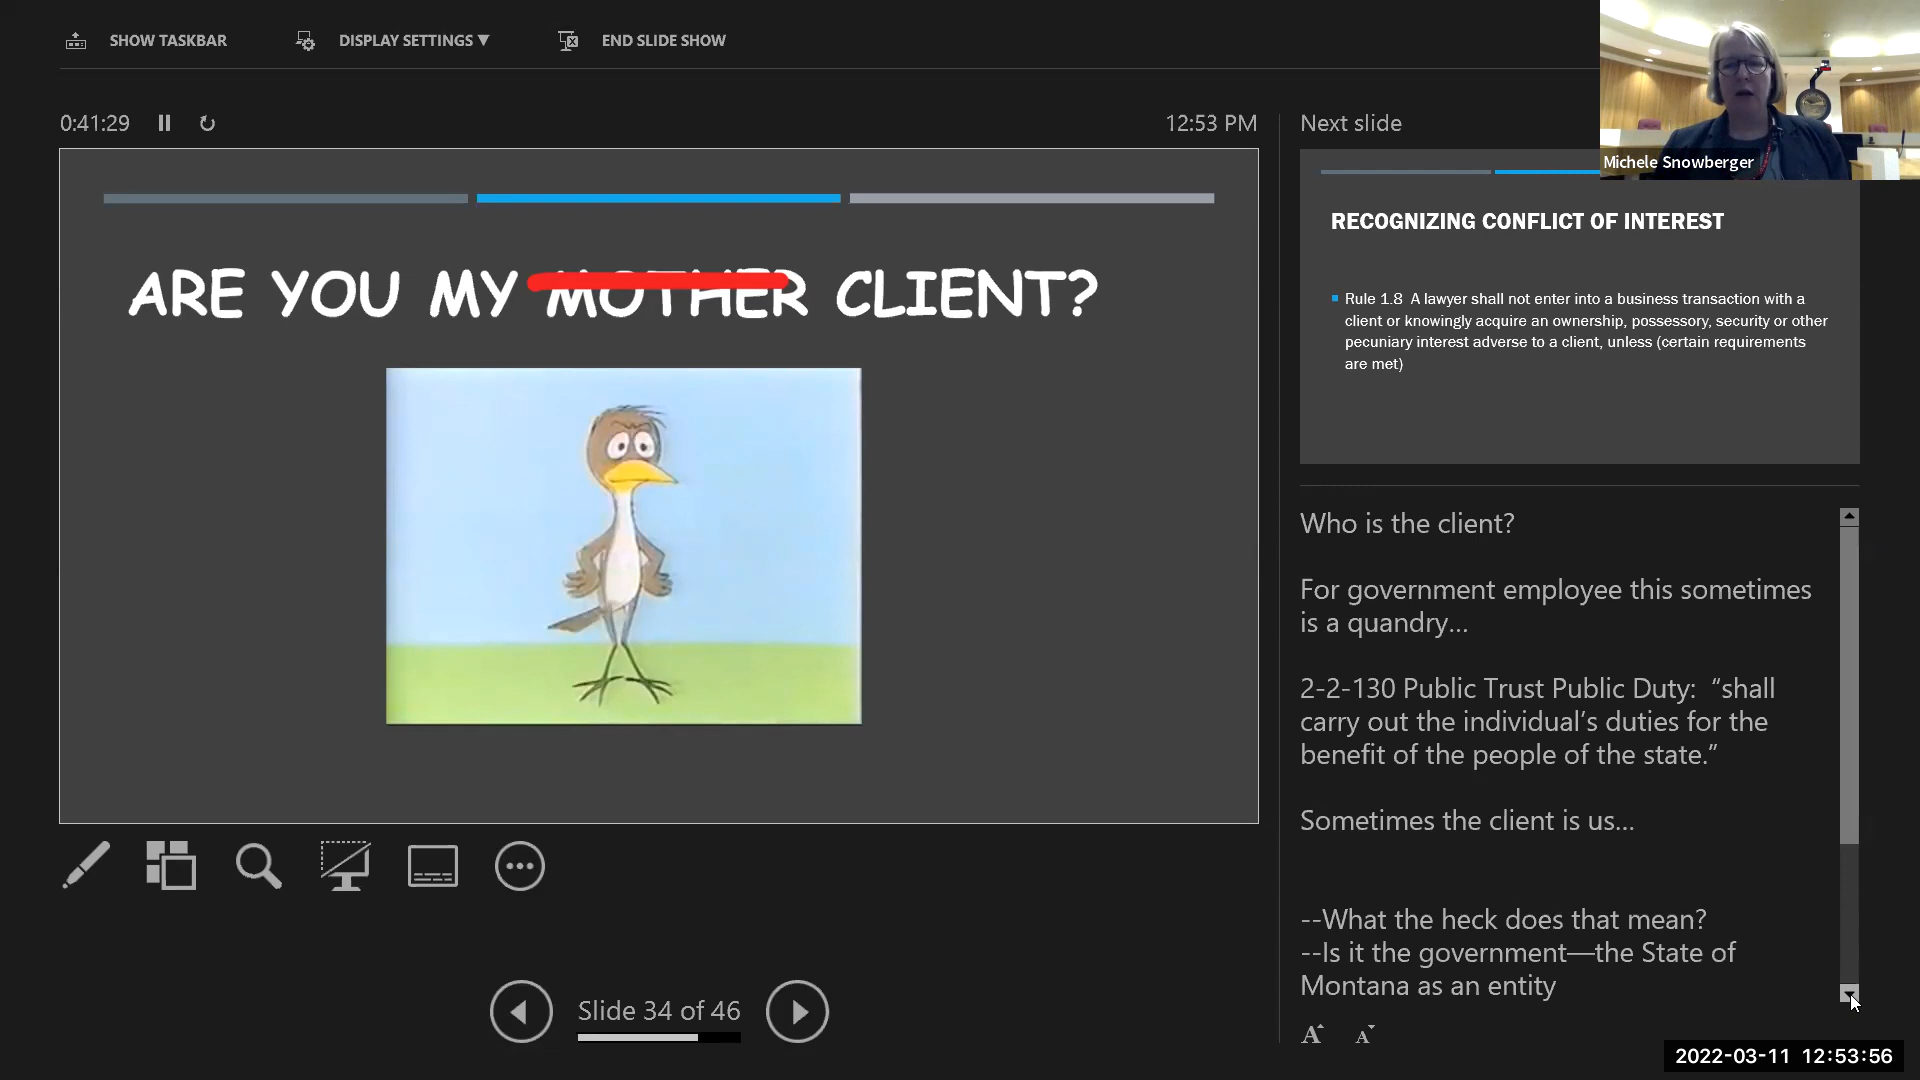 SHOW TASKBAR
DISPLAY SETTINGS ▼
END SLIDE SHOW
0:41:29
12:53 PM
Next slide
Michele Snowberger
ARE YOU MY MOTHER CLIENT?
RECOGNIZING CONFLICT OF INTEREST
Rule 1.8 A lawyer shall not enter into a business transaction with a
client or knowingly acquire an ownership, possessory, security or other
pecuniary interest adverse to a client, unless (certain requirements
are met)
Who is the client?
For government employee this sometimes
is a quandry...
2-2-130 Public Trust Public Duty: “shall
carry out the individual’s duties for the
benefit of the people of the state.”
Sometimes the client is us...
--What the heck does that mean?
--Is it the government—the State of
Montana as an entity
Slide 34 of 46
A A
2022-03-11 12:53:56